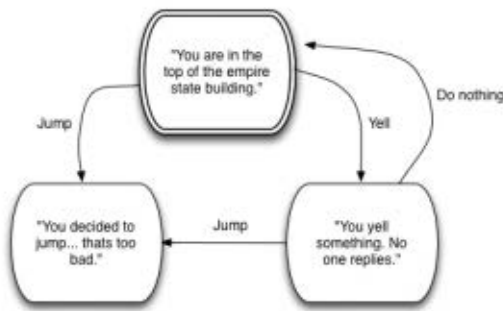 "You are in the
top of the empire
state building."
Do nothing
Jump
Yell
"You decided to
jump... thats too
bad."
Jump
"You yell
something. No
one replies."